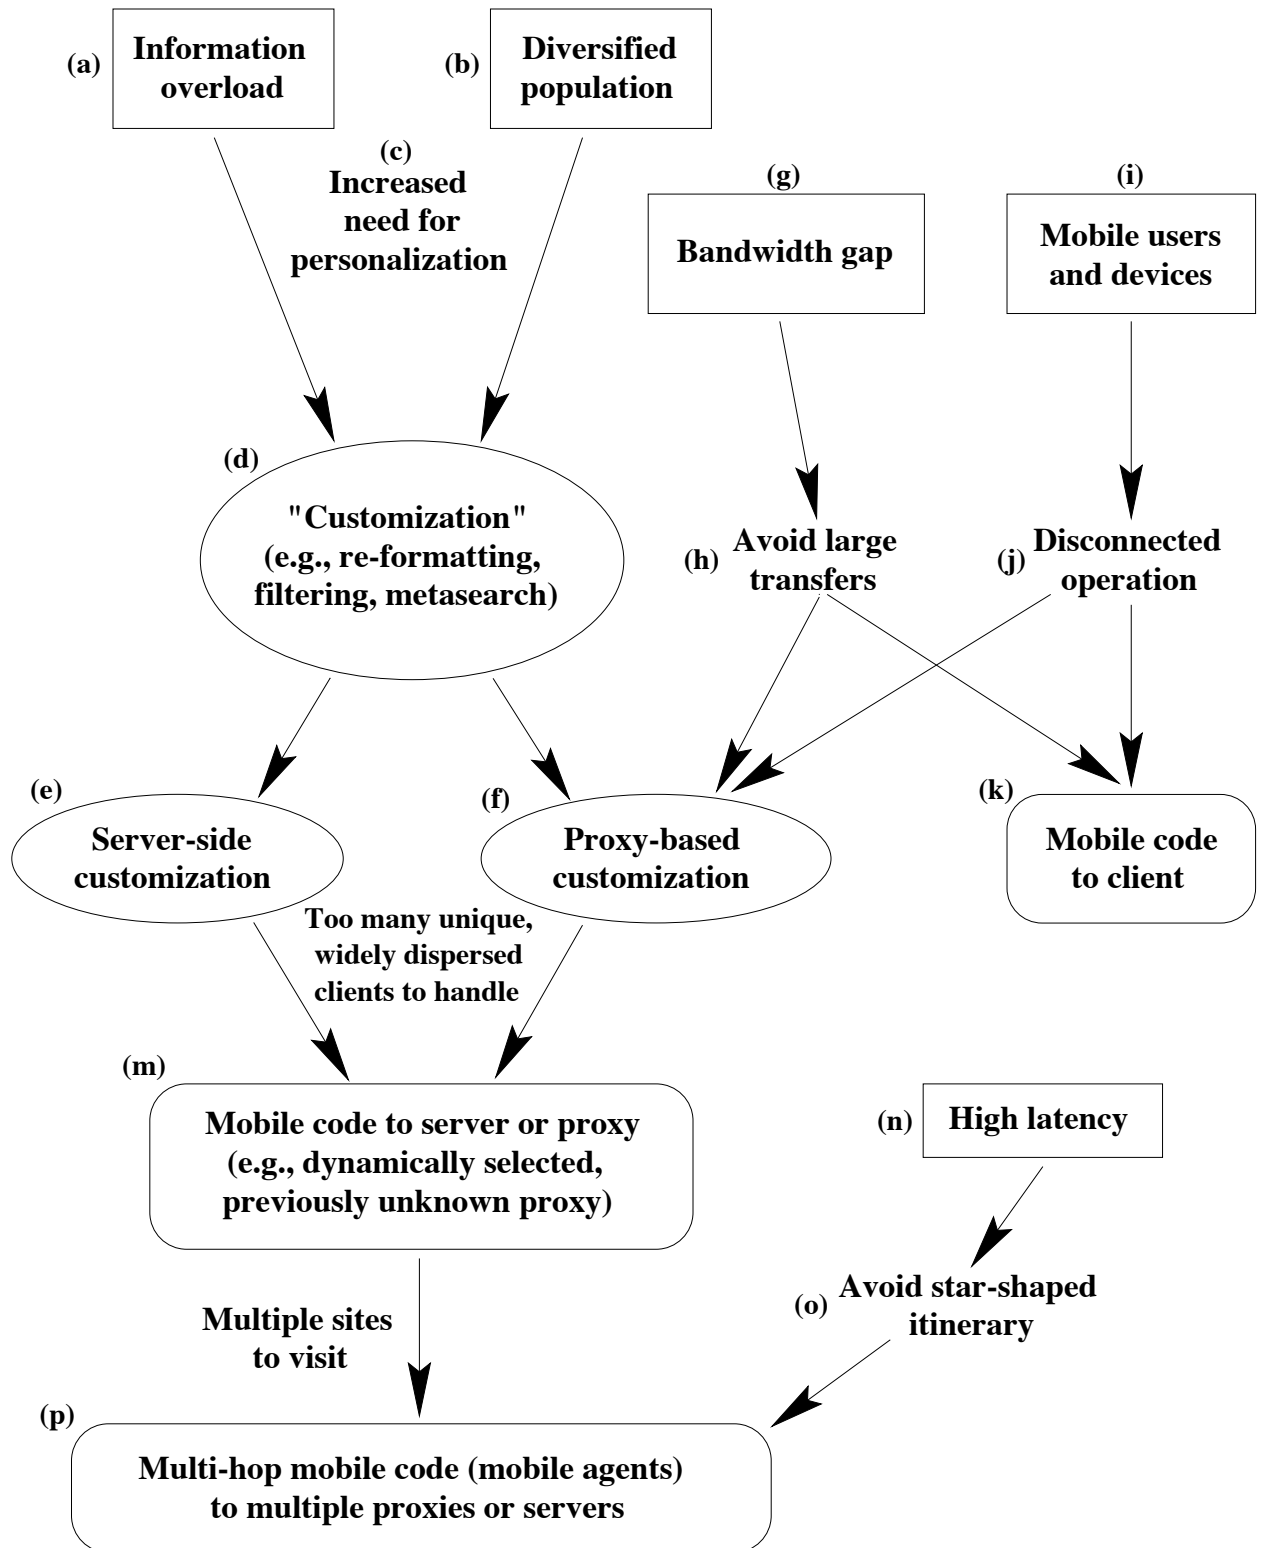 (a)
Information
overload
(b)
Diversified
population
(c)
Increased
need for
personalization
(g)
Bandwidth gap
(i)
Mobile users
and devices
(d)
"Customization"
(e.g., re-formatting,
filtering, metasearch)
(h)
Avoid large
transfers
(j)
Disconnected
operation
(e)
Server-side
customization
(f)
Proxy-based
customization
(k)
Mobile code
to client
Too many unique,
widely dispersed
clients to handle
(m)
Mobile code to server or proxy
(e.g., dynamically selected,
previously unknown proxy)
(n)
High latency
(o)
Avoid star-shaped
itinerary
Multiple sites
to visit
(p)
Multi-hop mobile code (mobile agents)
to multiple proxies or servers